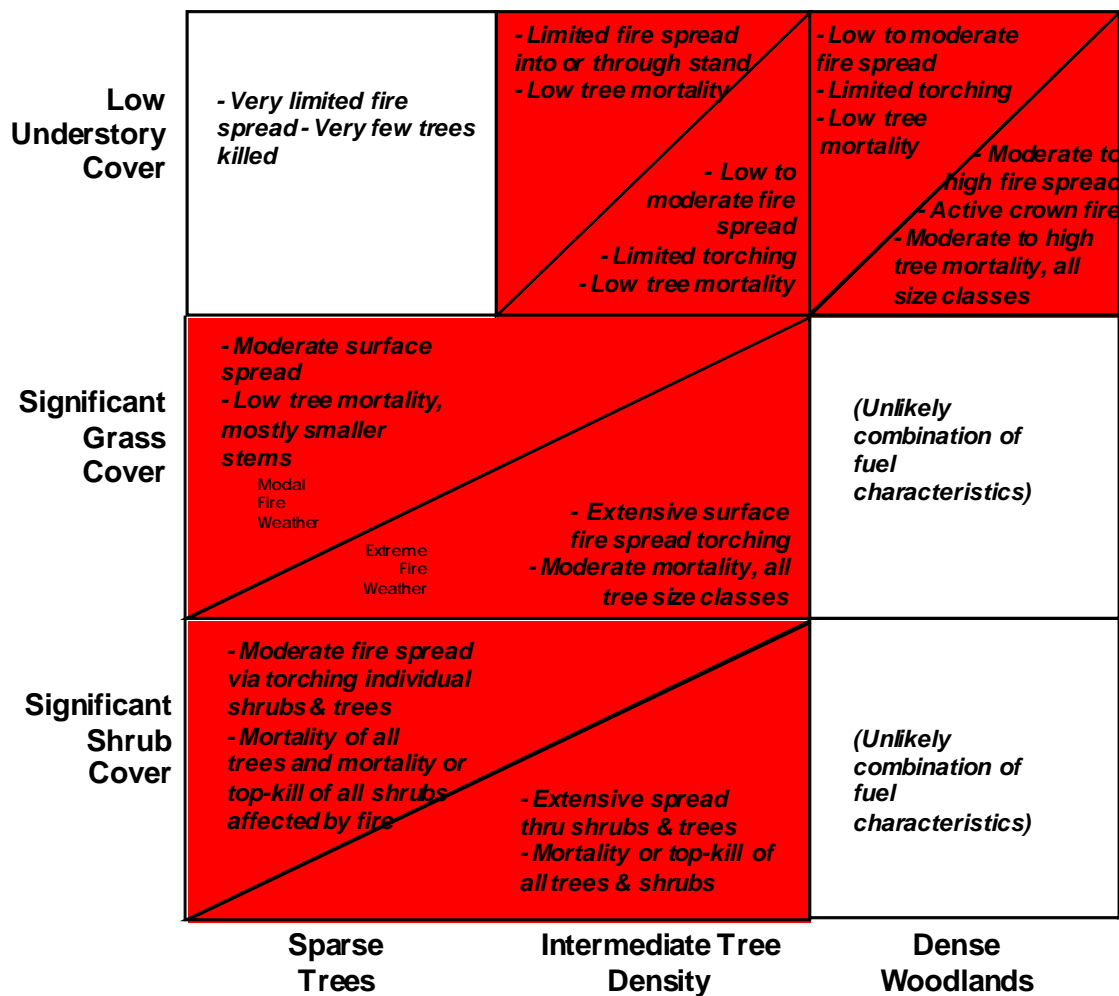 Low
Understory
Cover
- Very limited fire
spread - Very few trees
killed
- Limited fire spread
into or through stand
- Low tree mortality
- Low to
moderate fire
spread
- Limited torching
- Low tree mortality
- Low to moderate
fire spread
- Limited torching
- Low tree
mortality
- Moderate to
high fire spread
- Active crown fire
- Moderate to high
tree mortality, all
size classes
Significant
Grass
Cover
- Moderate surface
spread
- Low tree mortality,
mostly smaller
stems
Modal
Fire
Weather
Extreme
Fire
Weather
- Extensive surface
fire spread torching
- Moderate mortality, all
tree size classes
(Unlikely
combination of
fuel
characteristics)
Significant
Shrub
Cover
- Moderate fire spread
via torching individual
shrubs & trees
- Mortality of all
trees and mortality or
top-kill of all shrubs
affected by fire
- Extensive spread
thru shrubs & trees
- Mortality or top-kill of
all trees & shrubs
(Unlikely
combination of
fuel
characteristics)
Sparse
Trees
Intermediate Tree
Density
Dense
Woodlands